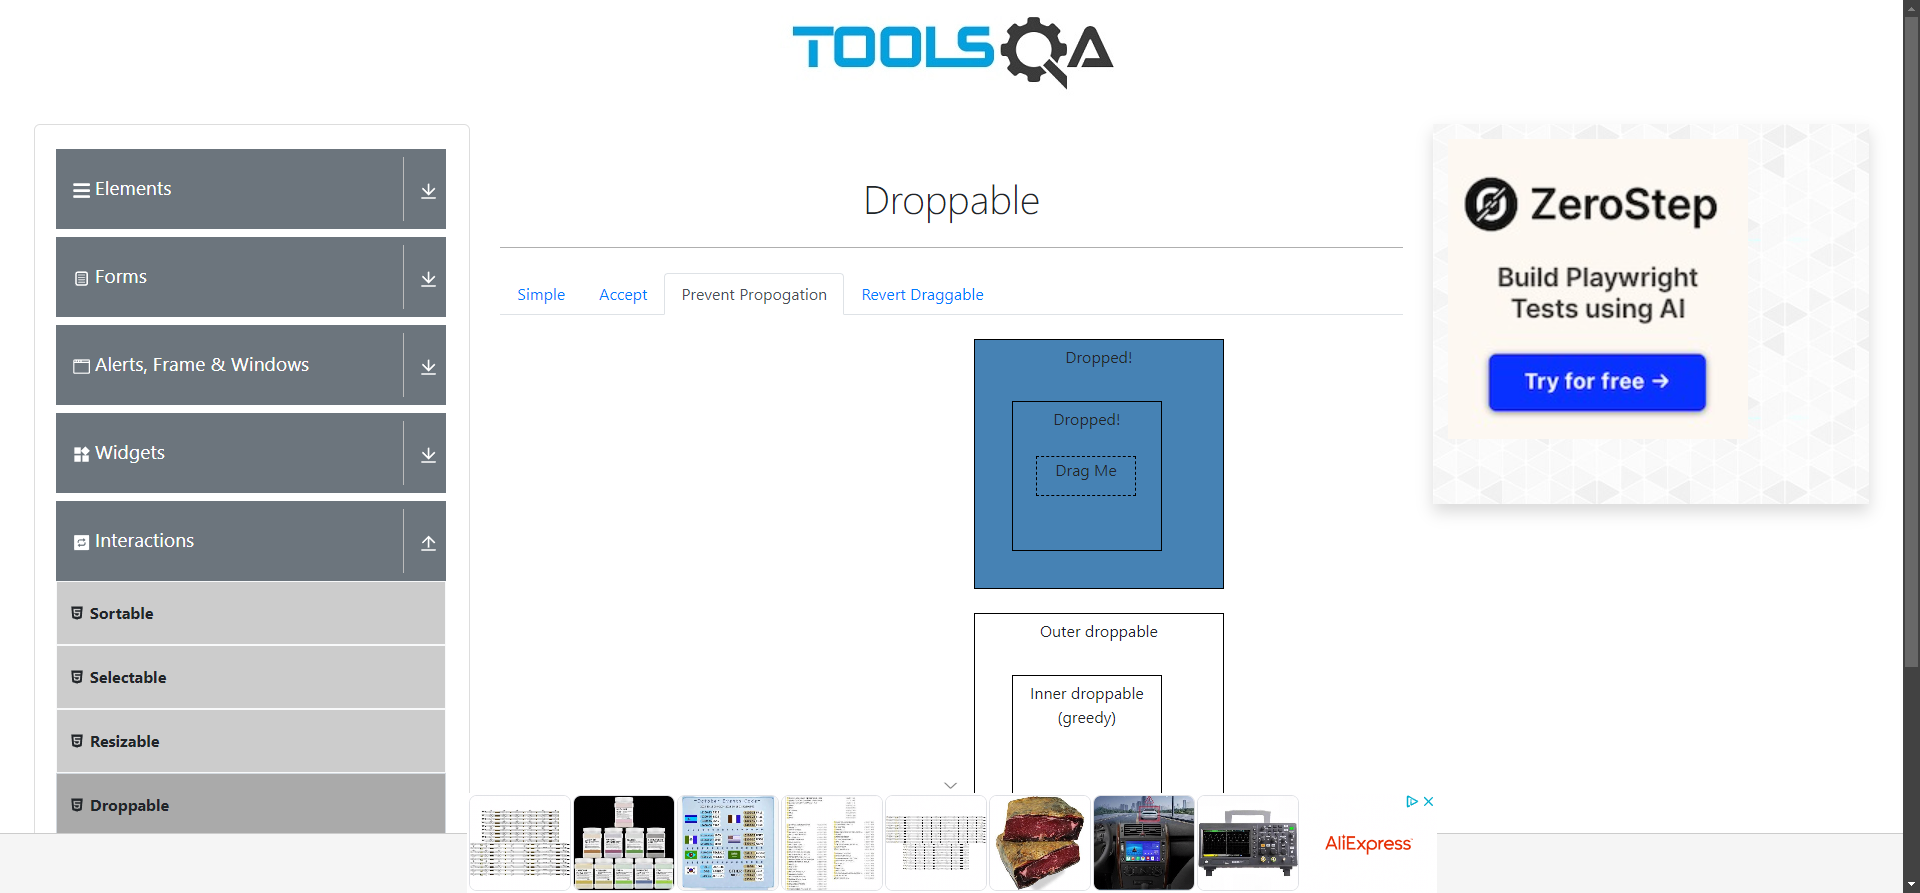 TOOLSQA
Elements
Forms
Alerts, Frame & Windows
Widgets
Interactions
Sortable
Selectable
Resizable
Droppable
Droppable
Simple
Accept
Prevent Propogation
Revert Draggable
Dropped!
Dropped!
Drag Me
Outer droppable
Inner droppable
(greedy)
ZeroStep
Build Playwright
Tests using AI
Try for free →
AliExpress